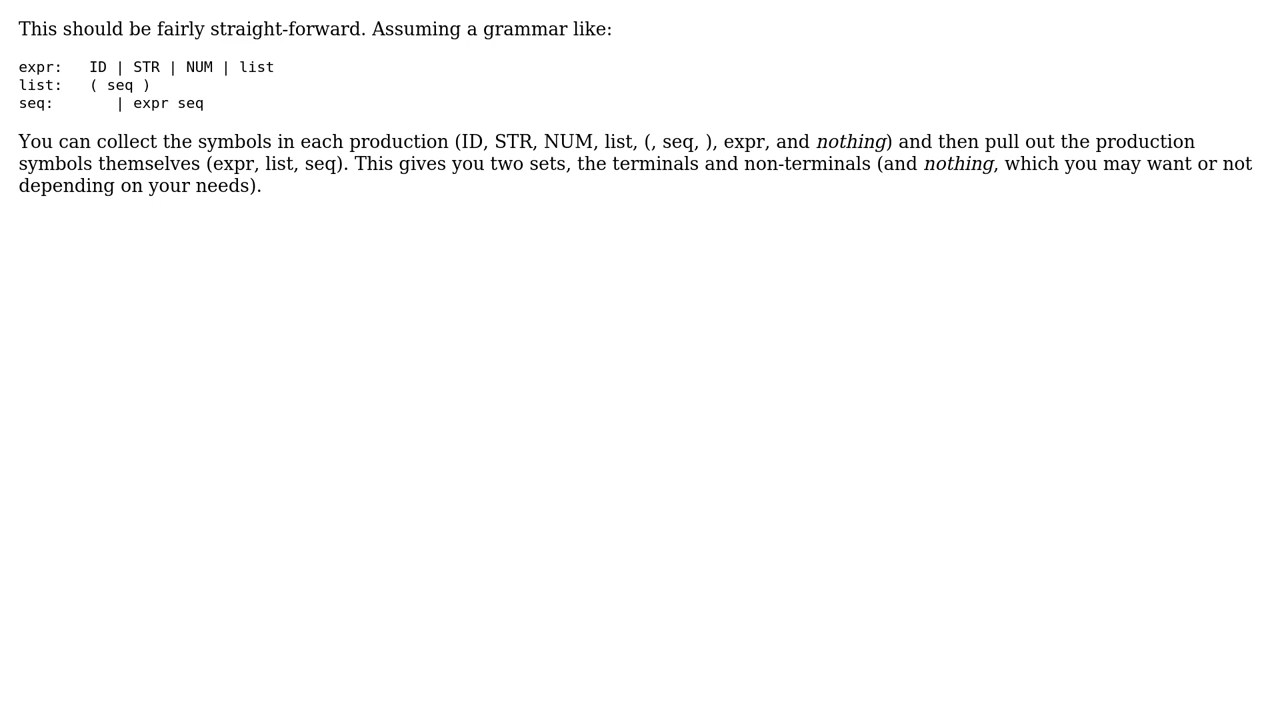 This should be fairly straight-forward. Assuming a grammar like:
expr:   ID | STR | NUM | list
list:   ( seq )
seq:       | expr seq
You can collect the symbols in each production (ID, STR, NUM, list, (, seq, ), expr, and nothing) and then pull out the production
symbols themselves (expr, list, seq). This gives you two sets, the terminals and non-terminals (and nothing, which you may want or not
depending on your needs).